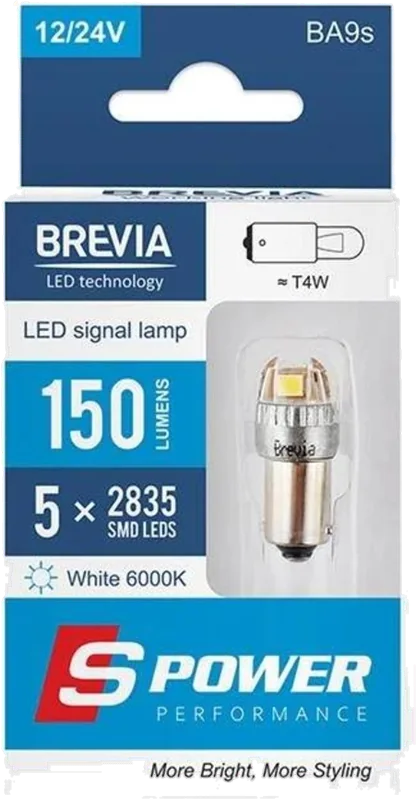 12/24V
BA9s
BREVIA
LED technology
≈ T4W
LED signal lamp
150 LUMENS
5 × 2835
SMD LEDS
Brevia
White 6000K
S POWER
PERFORMANCE
More Bright, More Styling